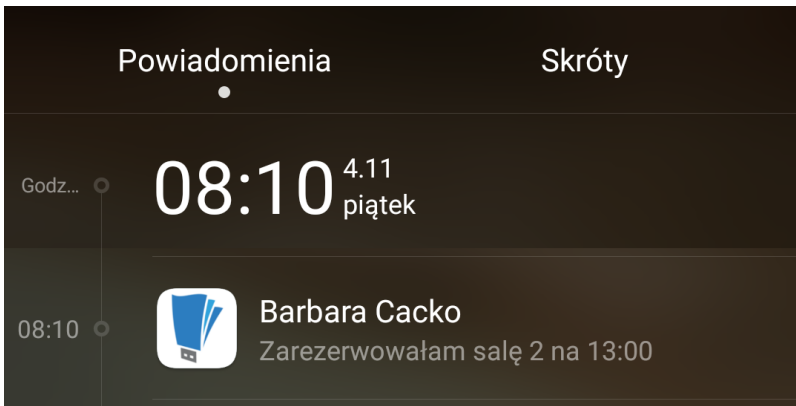 Powiadomienia Skróty
Godz... 08:10 4.11
piątek
08:10 Barbara Cacko
Zarezerwowałam salę 2 na 13:00